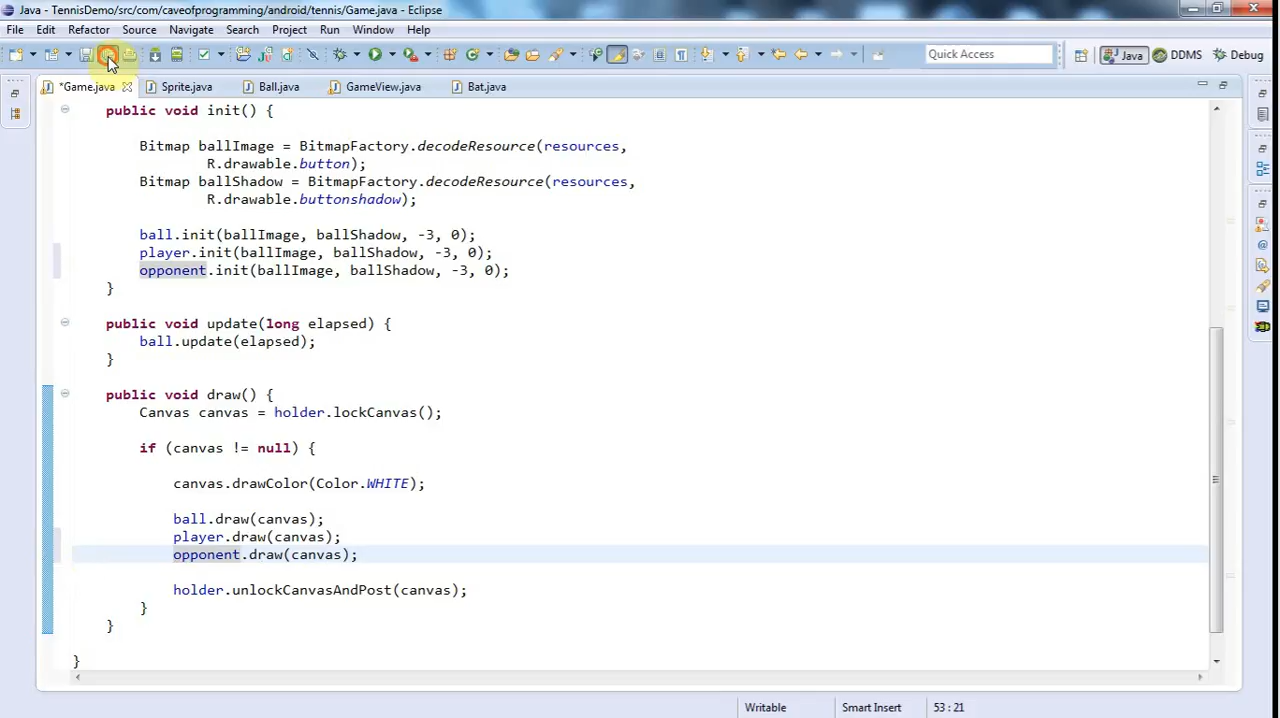 Java - TennisDemo/src/com/caveofprogramming/android/tennis/Game.java - Eclipse
File Edit Refactor Source Navigate Search Project Run Window Help
Quick Access Java DDMS Debug
*Game.java Sprite.java Ball.java GameView.java Bat.java
public void init() {
Bitmap ballImage = BitmapFactory.decodeResource(resources,
R.drawable.button);
Bitmap ballShadow = BitmapFactory.decodeResource(resources,
R.drawable.buttonshadow);
ball.init(ballImage, ballShadow, -3, 0);
player.init(ballImage, ballShadow, -3, 0);
opponent.init(ballImage, ballShadow, -3, 0);
}
public void update(long elapsed) {
ball.update(elapsed);
}
public void draw() {
Canvas canvas = holder.lockCanvas();
if (canvas != null) {
canvas.drawColor(Color.WHITE);
ball.draw(canvas);
player.draw(canvas);
opponent.draw(canvas);
holder.unlockCanvasAndPost(canvas);
}
}
}
Writable Smart Insert 53 : 21